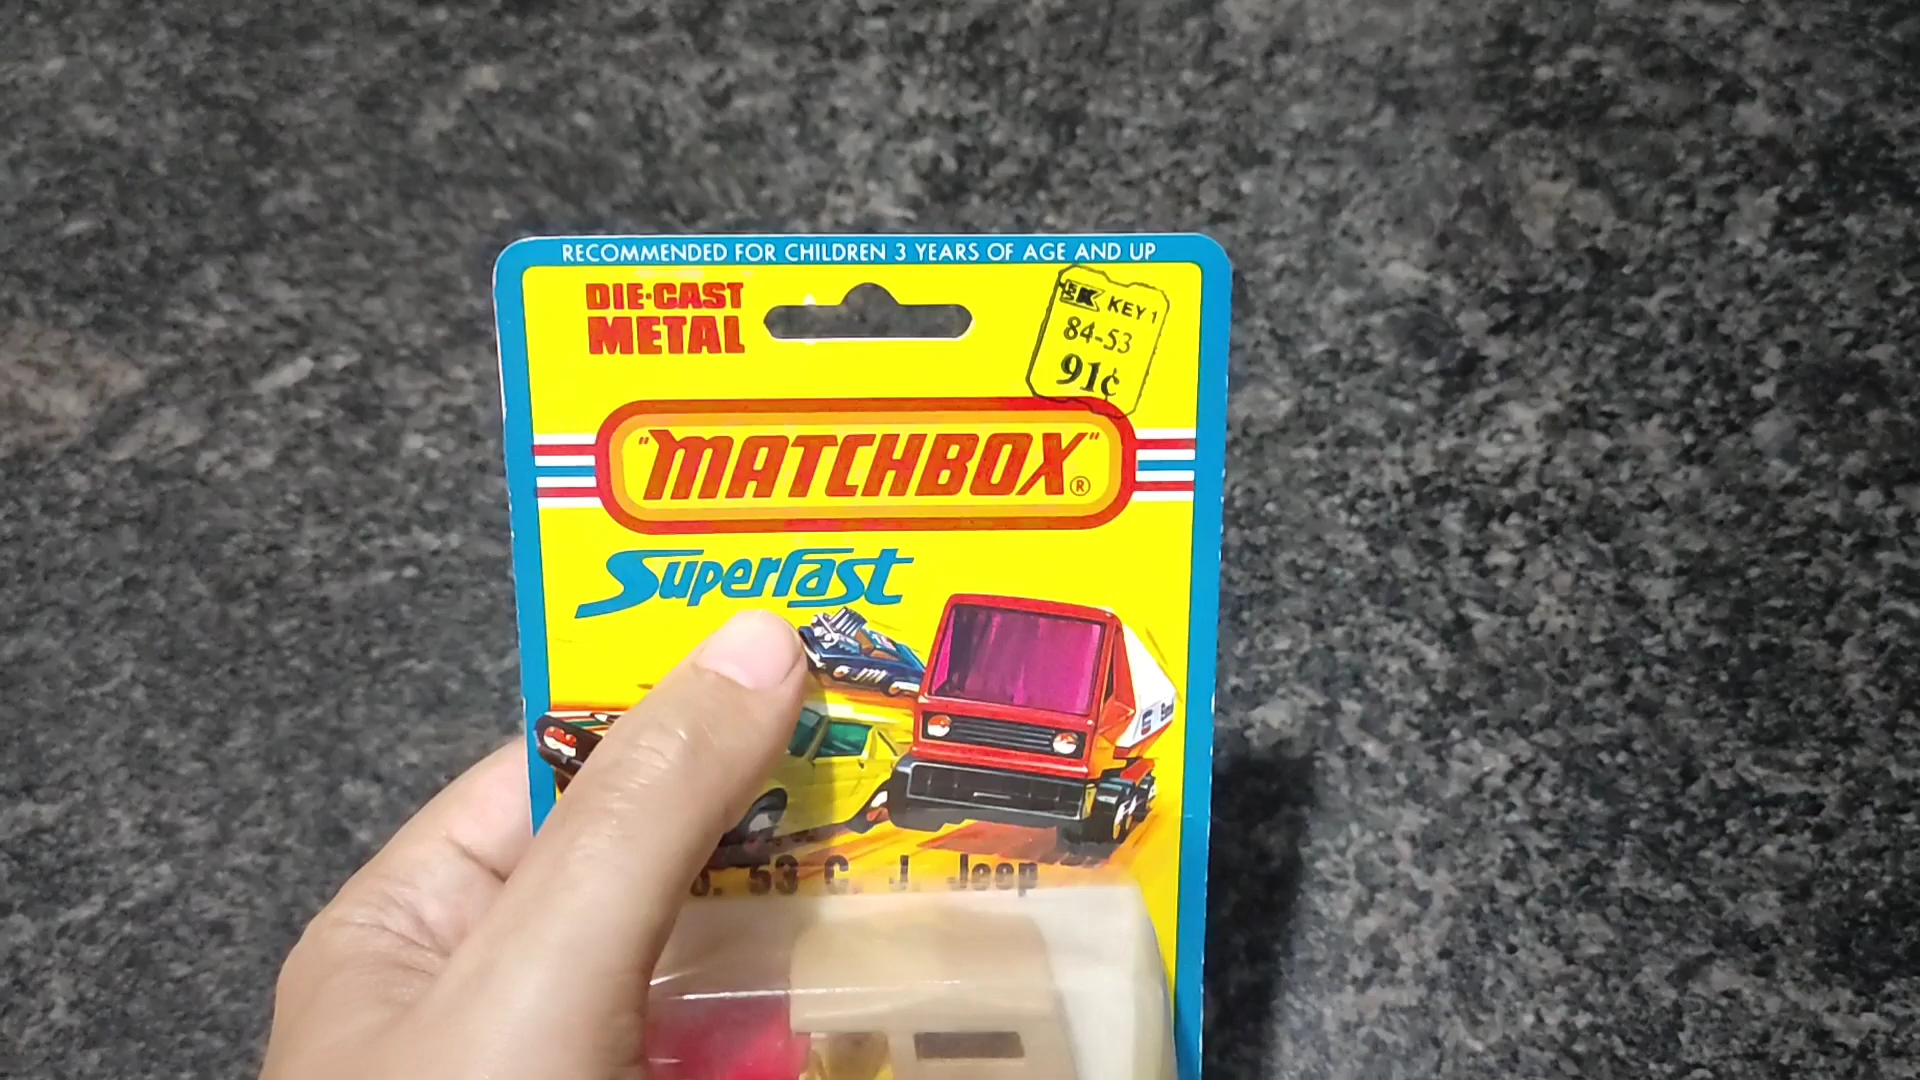 RECOMMENDED FOR CHILDREN 3 YEARS OF AGE AND UP
DIE-CAST
METAL
K KEY 1
84-53
91¢
"MATCHBOX"®
Superfast
53 C. J. Jeep